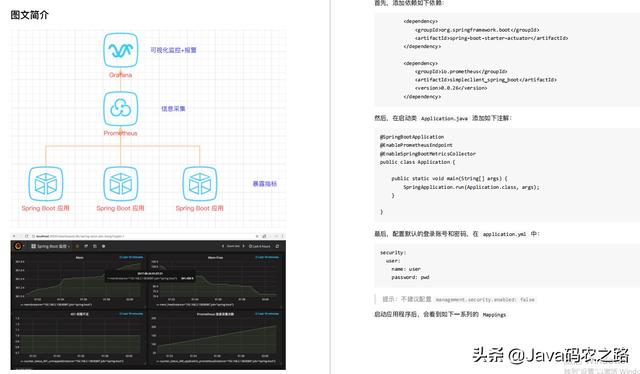 图文简介
Grafana
可视化监控+报警
Prometheus
信息采集
Spring Boot 应用
Spring Boot 应用
Spring Boot 应用
暴露指标
Spring Boot 监控
Mem
Mem Free
首先，添加依赖如下依赖：
<dependency>
<groupId>org.springframework.boot</groupId>
<artifactId>spring-boot-starter-actuator</artifactId>
</dependency>
<dependency>
<groupId>io.prometheus</groupId>
<artifactId>simpleclient_spring_boot</artifactId>
<version>0.0.26</version>
</dependency>
然后，在启动类 Application.java 添加如下注解：
@SpringBootApplication
@EnablePrometheusEndpoint
@EnableSpringBootMetricsCollector
public class Application {
public static void main(String[] args) {
SpringApplication.run(Application.class, args);
}
}
最后，配置默认的登录账号和密码，在 application.yml 中：
security:
user:
name: user
password: pwd
提示：不建议配置 management.security.enabled: false
启动应用程序后，会看到如下一系列的 Mappings
头条 @Java码农之路